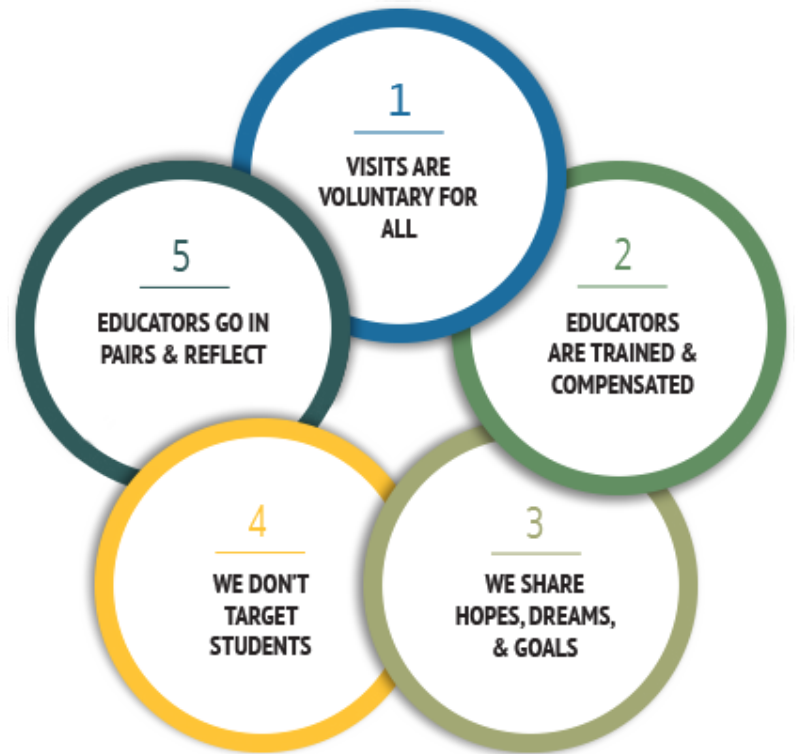 1
VISITS ARE
VOLUNTARY FOR
ALL
2
EDUCATORS
ARE TRAINED &
COMPENSATED
3
WE SHARE
HOPES, DREAMS,
& GOALS
4
WE DON'T
TARGET
STUDENTS
5
EDUCATORS GO IN
PAIRS & REFLECT